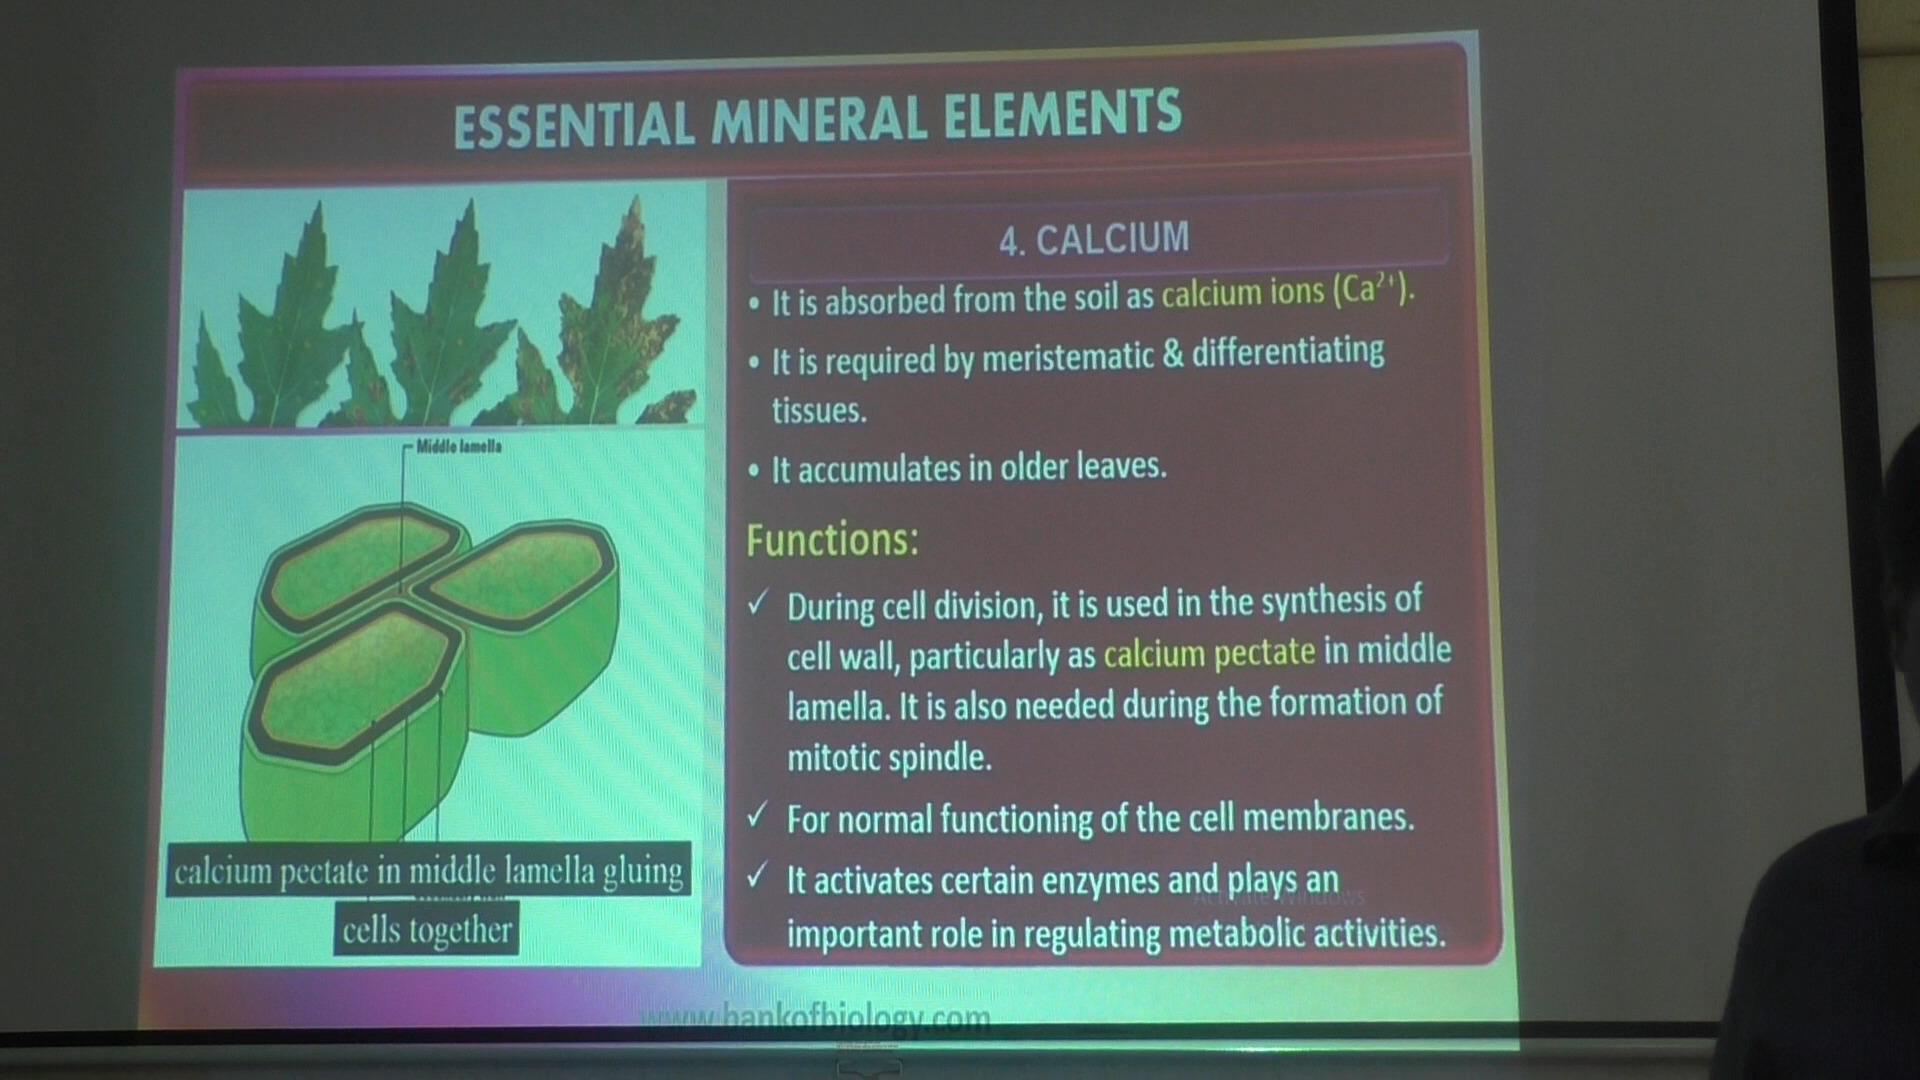 ESSENTIAL MINERAL ELEMENTS
Middle lamella
calcium pectate in middle lamella gluing
cells together
4. CALCIUM
• It is absorbed from the soil as calcium ions (Ca²⁺).
• It is required by meristematic & differentiating
tissues.
• It accumulates in older leaves.
Functions:
✓ During cell division, it is used in the synthesis of
cell wall, particularly as calcium pectate in middle
lamella. It is also needed during the formation of
mitotic spindle.
✓ For normal functioning of the cell membranes.
✓ It activates certain enzymes and plays an
Activate Windows
important role in regulating metabolic activities.
www.bankofbiology.com